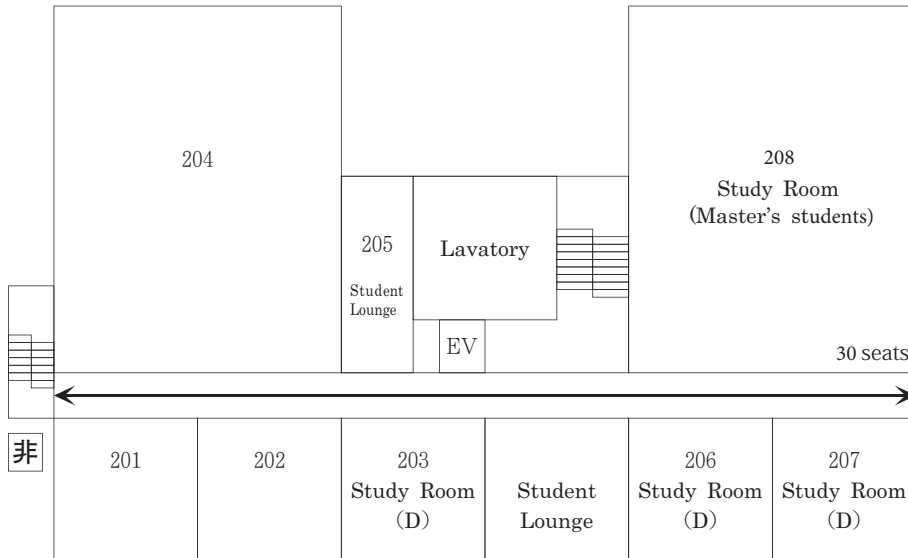 204
208
Study Room
(Master's students)
205
Student
Lounge
Lavatory
EV
30 seats
非
201
202
203
Study Room
(D)
Student
Lounge
206
Study Room
(D)
207
Study Room
(D)